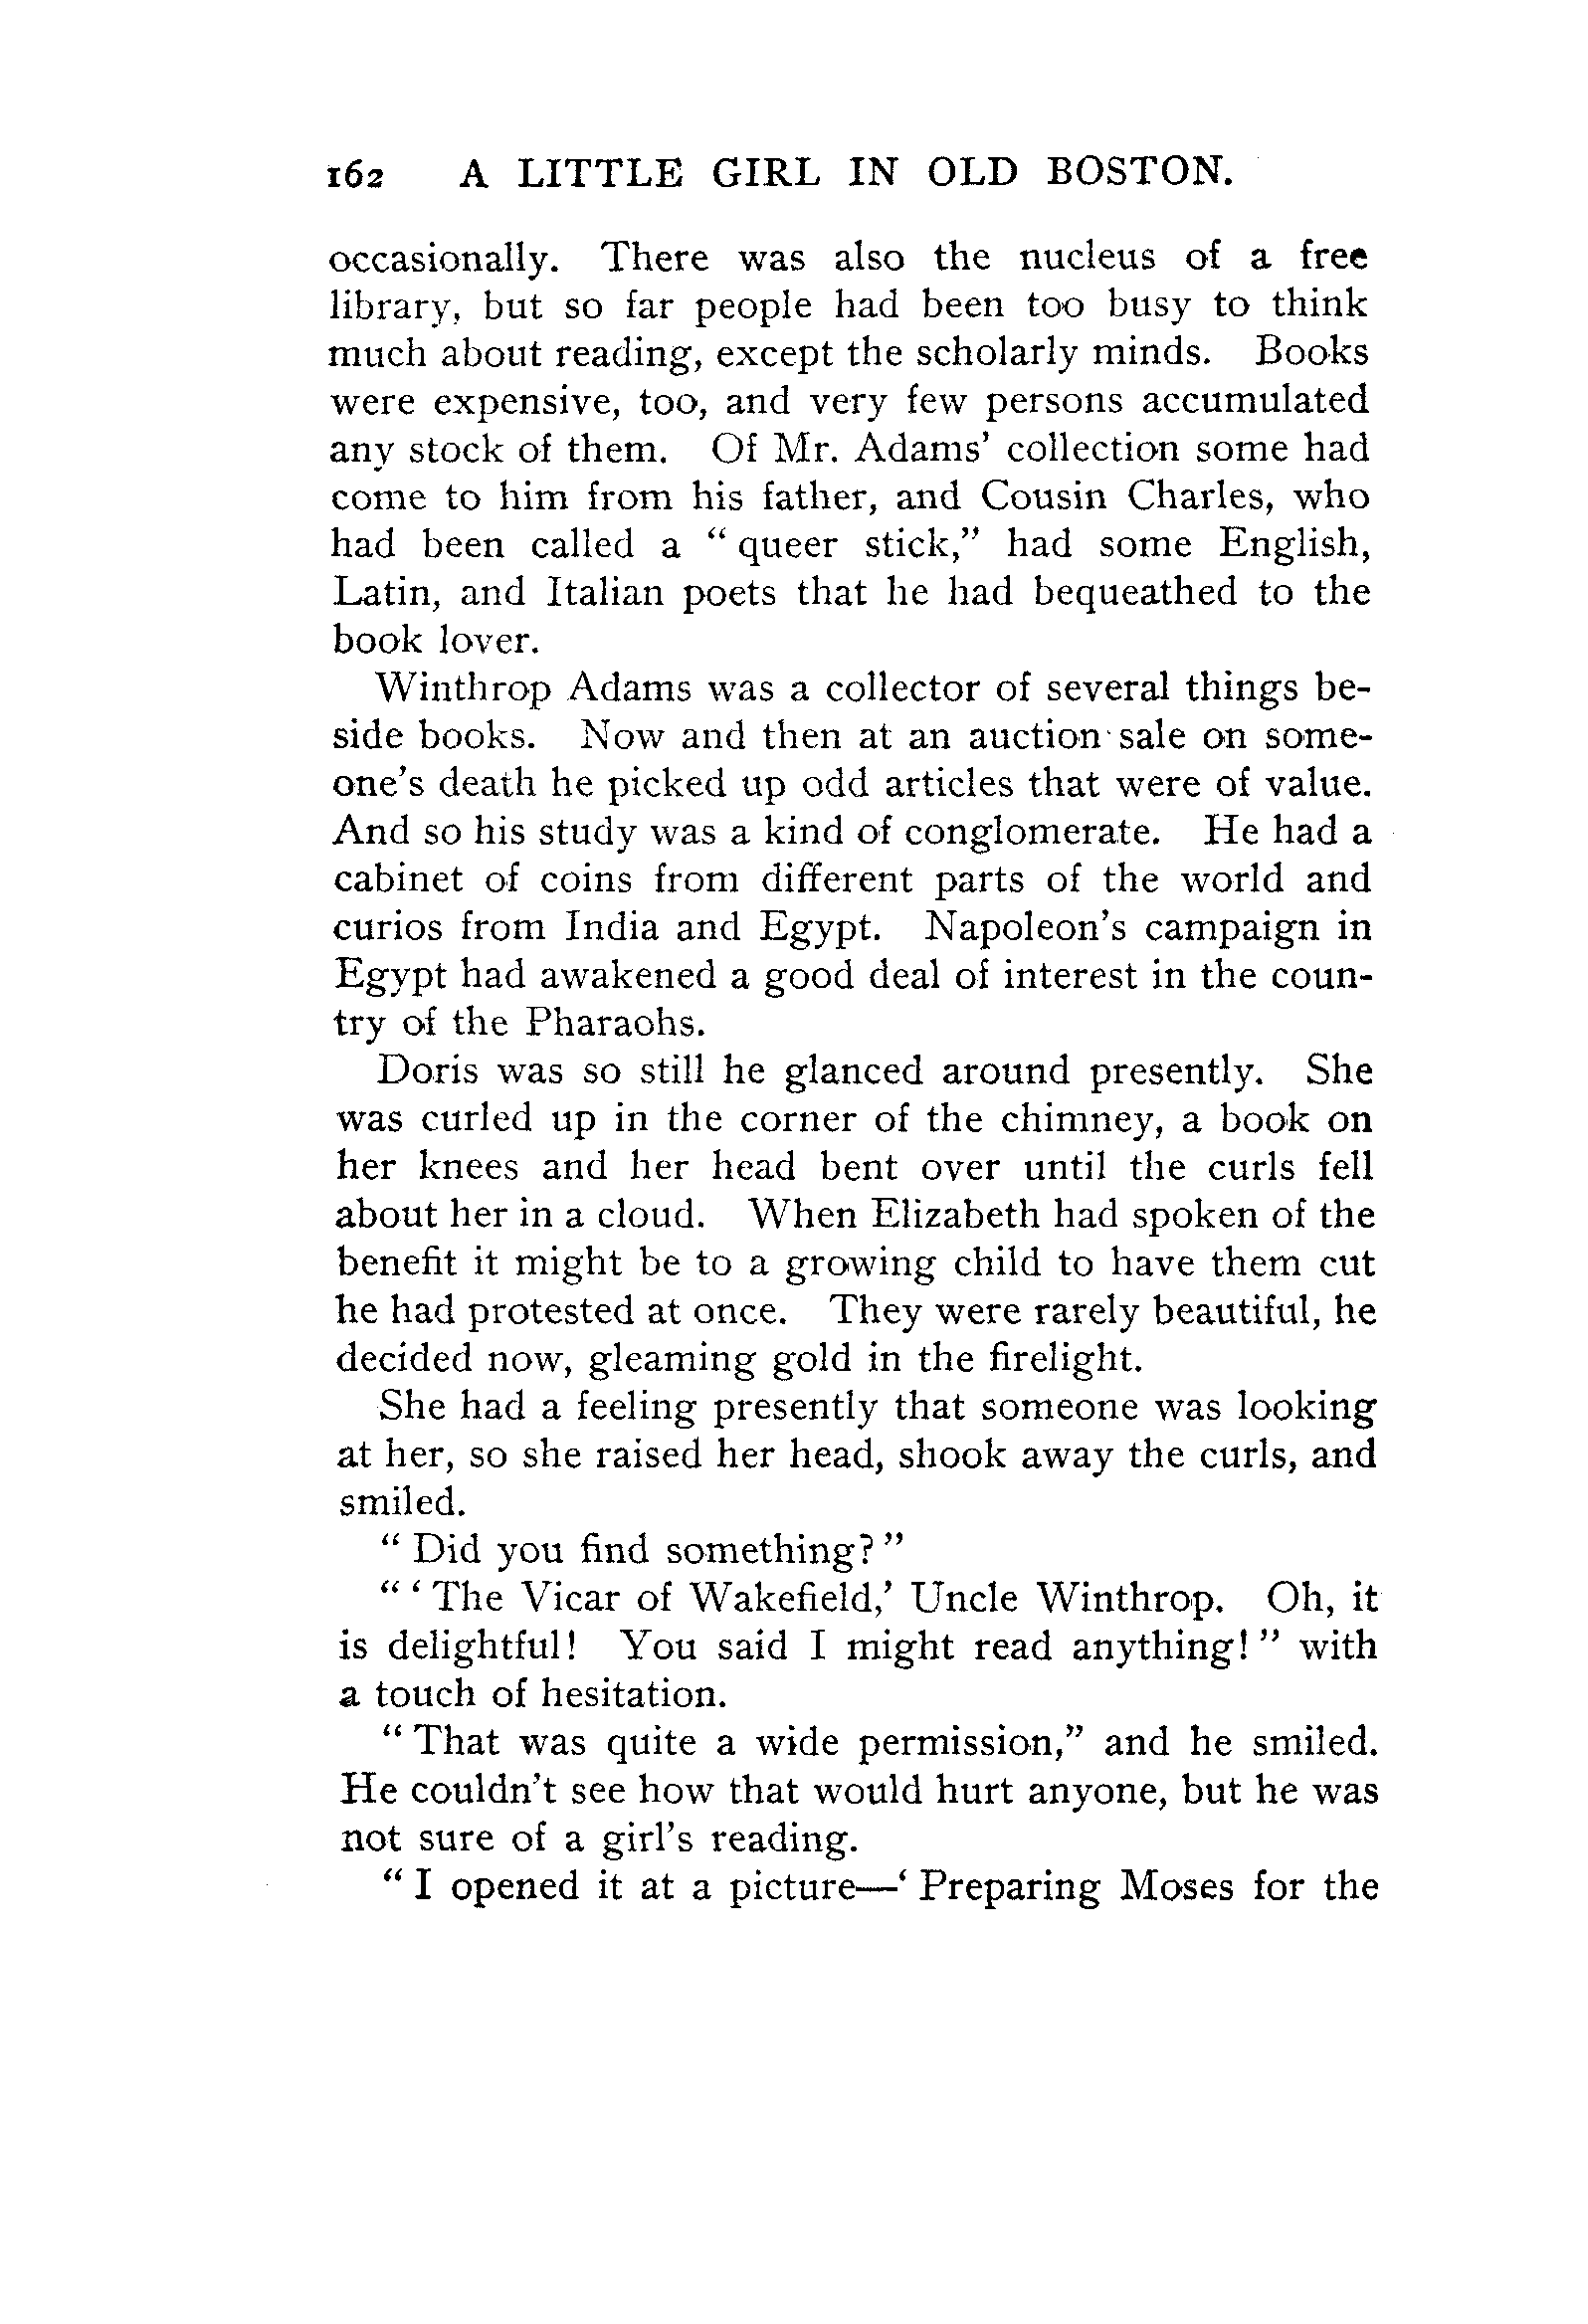 162 A LITTLE GIRL IN OLD BOSTON.
occasionally. There was also the nucleus of a free
library, but so far people had been too busy to think
much about reading, except the scholarly minds. Books
were expensive, too, and very few persons accumulated
any stock of them. Of Mr. Adams' collection some had
come to him from his father, and Cousin Charles, who
had been called a “ queer stick,” had some English,
Latin, and Italian poets that he had bequeathed to the
book lover.
Winthrop Adams was a collector of several things be-
side books. Now and then at an auction sale on some-
one's death he picked up odd articles that were of value.
And so his study was a kind of conglomerate. He had a
cabinet of coins from different parts of the world and
curios from India and Egypt. Napoleon's campaign in
Egypt had awakened a good deal of interest in the coun-
try of the Pharaohs.
Doris was so still he glanced around presently. She
was curled up in the corner of the chimney, a book on
her knees and her head bent over until the curls fell
about her in a cloud. When Elizabeth had spoken of the
benefit it might be to a growing child to have them cut
he had protested at once. They were rarely beautiful, he
decided now, gleaming gold in the firelight.
She had a feeling presently that someone was looking
at her, so she raised her head, shook away the curls, and
smiled.
“ Did you find something? ”
“ ‘ The Vicar of Wakefield,’ Uncle Winthrop. Oh, it
is delightful! You said I might read anything! ” with
a touch of hesitation.
“ That was quite a wide permission,” and he smiled.
He couldn't see how that would hurt anyone, but he was
not sure of a girl's reading.
“ I opened it at a picture—‘ Preparing Moses for the